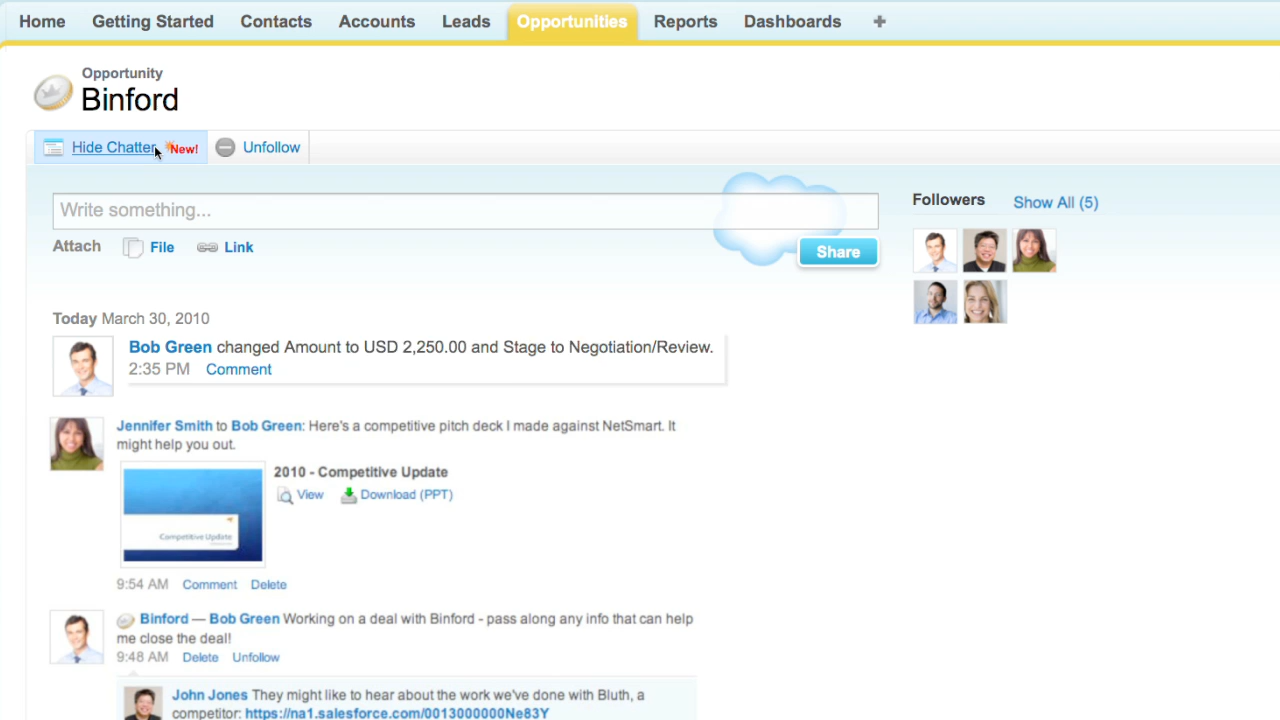 Home Getting Started Contacts Accounts Leads Opportunities Reports Dashboards +
Opportunity
Binford
Hide Chatter New! Unfollow
Write something...
Attach File Link
Share
Followers Show All (5)
Today March 30, 2010
Bob Green changed Amount to USD 2,250.00 and Stage to Negotiation/Review.
2:35 PM Comment
Jennifer Smith to Bob Green: Here's a competitive pitch deck I made against NetSmart. It
might help you out.
2010 - Competitive Update
View Download (PPT)
Competitive Update
9:54 AM Comment Delete
Binford — Bob Green Working on a deal with Binford - pass along any info that can help
me close the deal!
9:48 AM Delete Unfollow
John Jones They might like to hear about the work we've done with Bluth, a
competitor: https://na1.salesforce.com/0013000000Ne83Y